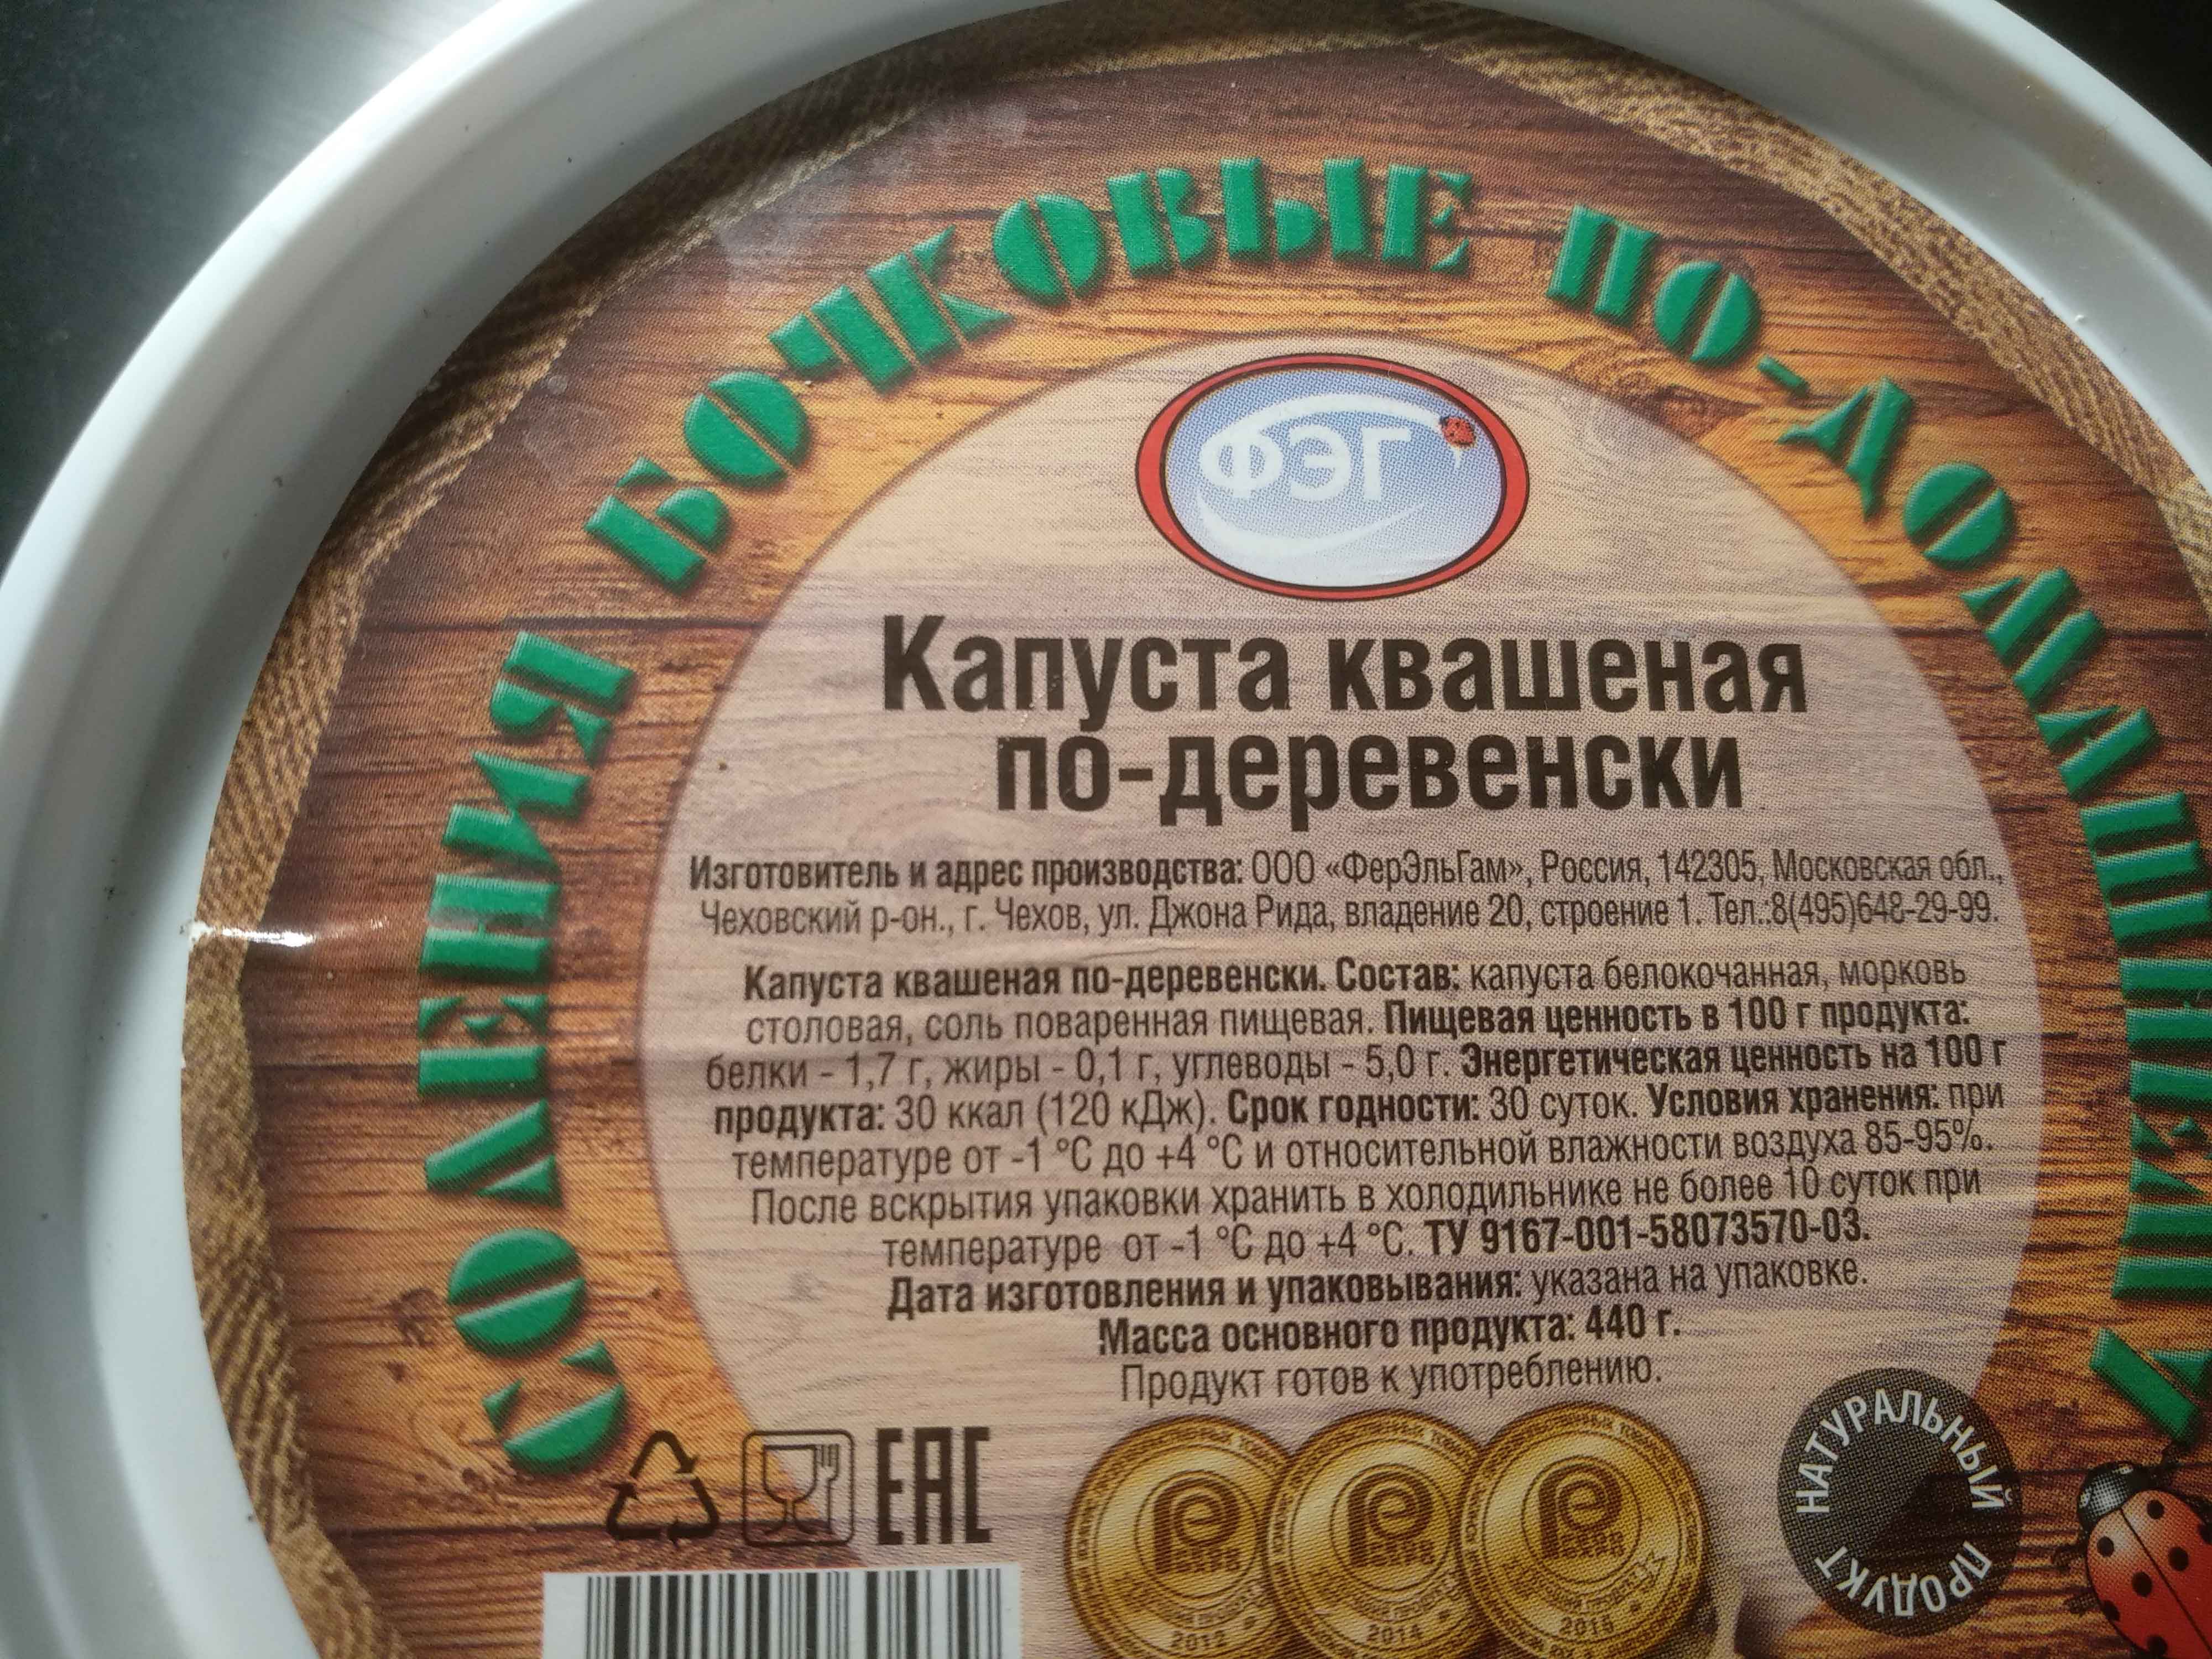 СОЛЕНИЯ БОЧКОВЫЕ ПО-ДОМАШНЕМУ
ФЭГ
Капуста квашеная
по-деревенски
Изготовитель и адрес производства: ООО «ФерЭльГам», Россия, 142305, Московская обл.,
Чеховский р-он., г. Чехов, ул. Джона Рида, владение 20, строение 1. Тел.:8(495)648-29-99.
Капуста квашеная по-деревенски. Состав: капуста белокочанная, морковь
столовая, соль поваренная пищевая. Пищевая ценность в 100 г продукта:
белки - 1,7 г, жиры - 0,1 г, углеводы - 5,0 г. Энергетическая ценность на 100 г
продукта: 30 ккал (120 кДж). Срок годности: 30 суток. Условия хранения: при
температуре от -1 °С до +4 °С и относительной влажности воздуха 85-95%.
После вскрытия упаковки хранить в холодильнике не более 10 суток при
температуре от -1 °С до +4 °С. ТУ 9167-001-58073570-03.
Дата изготовления и упаковывания: указана на упаковке.
Масса основного продукта: 440 г.
Продукт готов к употреблению.
ЕАС
2012
2014
2015
НАТУРАЛЬНЫЙ ПРОДУКТ